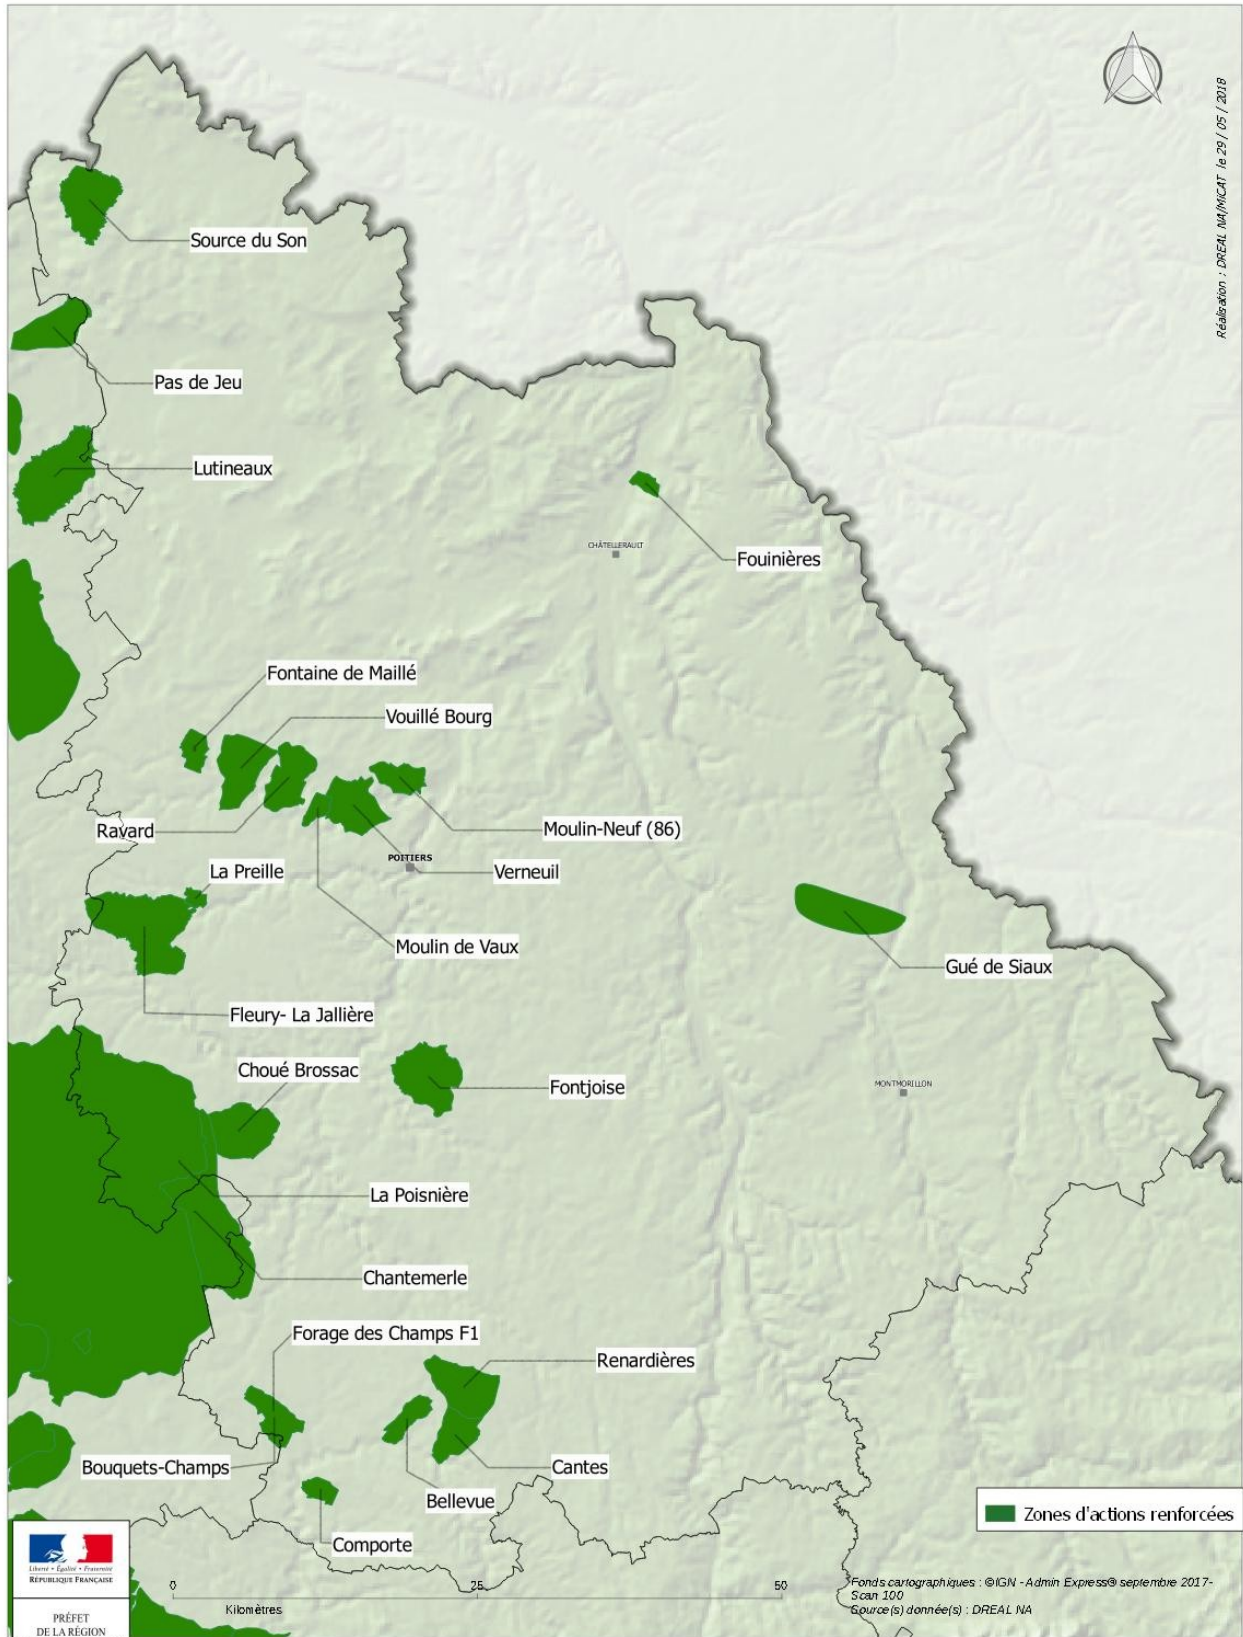 Réalisation : DREAL NA/MICAT le 29 / 05 / 2018
Source du Son
Pas de Jeu
Lutineaux
CHÂTELLERAULT
Fouinières
Fontaine de Maillé
Vouillé Bourg
Ravard
Moulin-Neuf (86)
POITIERS
La Preille
Verneuil
Moulin de Vaux
Gué de Siaux
Fleury- La Jallière
Choué Brossac
Fontjoise
MONTMORILLON
La Poisnière
Chantemerle
Forage des Champs F1
Renardières
Bouquets-Champs
Cantes
Bellevue
Comporte
Zones d'actions renforcées
Liberté • Égalité • Fraternité
RÉPUBLIQUE FRANÇAISE
PRÉFET
DE LA RÉGION
0 25 50
Kilomètres
Fonds cartographiques : ©IGN - Admin Express® septembre 2017-
Scan 100
Source(s) donnée(s) : DREAL NA